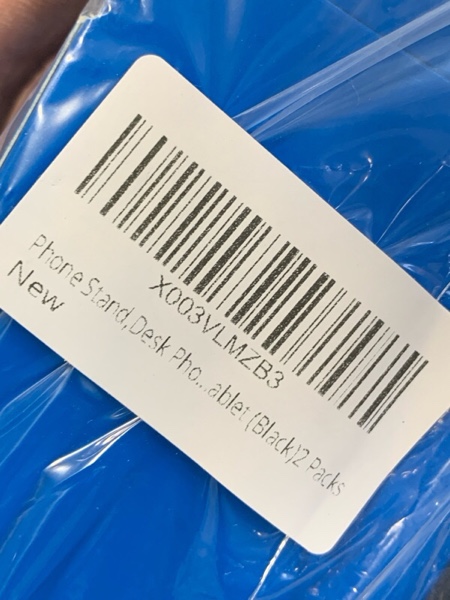 X003VLMZB3
Phone Stand,Desk Pho...ablet (Black)2 Packs
New